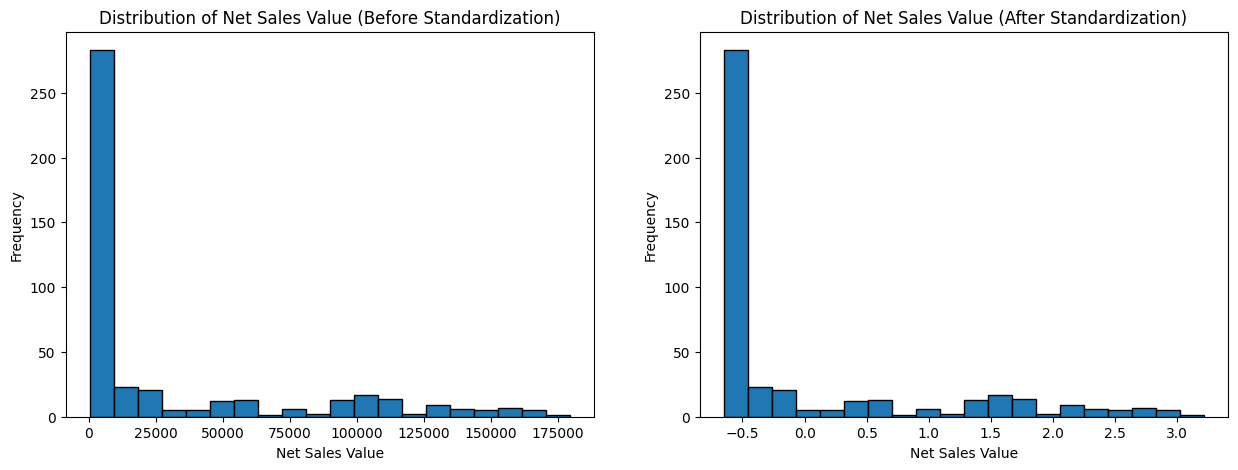 Distribution of Net Sales Value (Before Standardization)
250
200
150
100
50
0
Frequency
0 25000 50000 75000 100000 125000 150000 175000
Net Sales Value
Distribution of Net Sales Value (After Standardization)
250
200
150
100
50
0
Frequency
−0.5 0.0 0.5 1.0 1.5 2.0 2.5 3.0
Net Sales Value